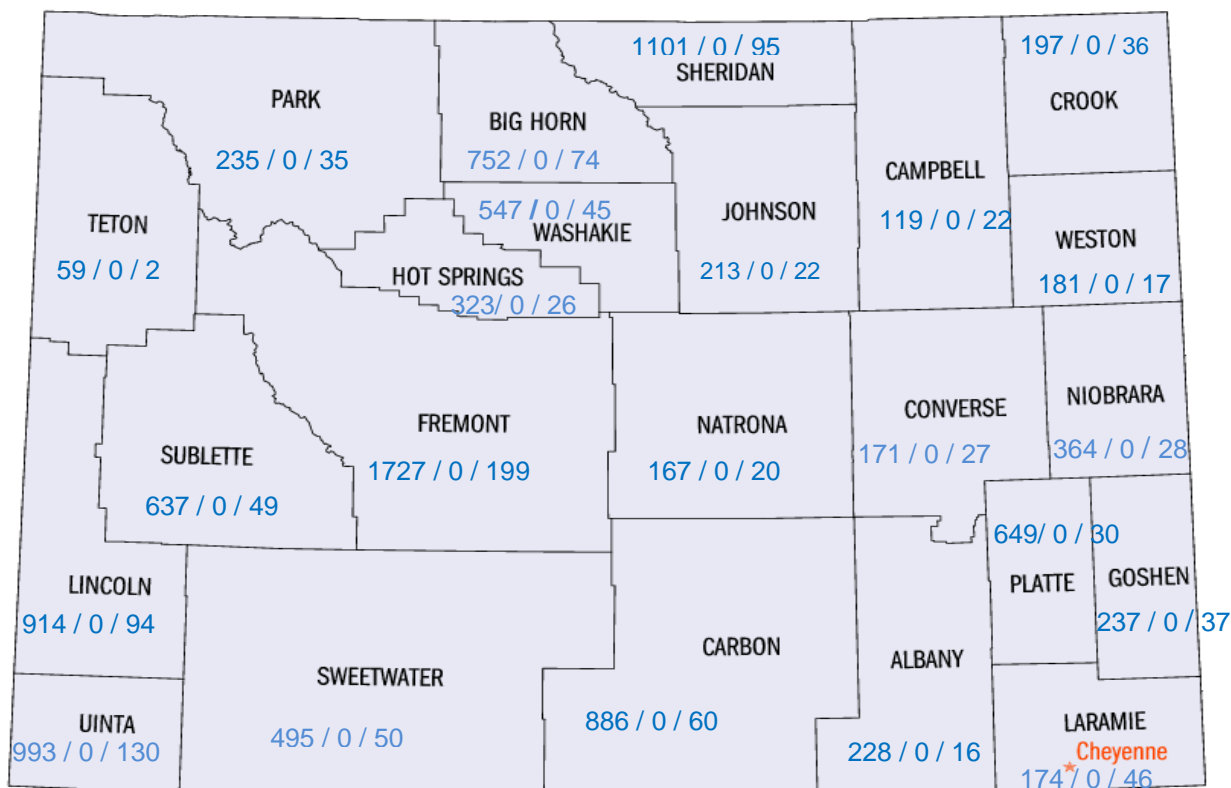 1101 / 0 / 95
SHERIDAN
197 / 0 / 36
CROOK
PARK
235 / 0 / 35
BIG HORN
752 / 0 / 74
CAMPBELL
119 / 0 / 22
TETON
59 / 0 / 2
547 / 0 / 45
WASHAKIE
JOHNSON
213 / 0 / 22
WESTON
181 / 0 / 17
HOT SPRINGS
323/ 0 / 26
SUBLETTE
637 / 0 / 49
FREMONT
1727 / 0 / 199
NATRONA
167 / 0 / 20
CONVERSE
171 / 0 / 27
NIOBRARA
364 / 0 / 28
649/ 0 / 30
PLATTE
GOSHEN
237 / 0 / 37
LINCOLN
914 / 0 / 94
SWEETWATER
495 / 0 / 50
CARBON
886 / 0 / 60
ALBANY
228 / 0 / 16
UINTA
993 / 0 / 130
LARAMIE
Cheyenne
174 / 0 / 46